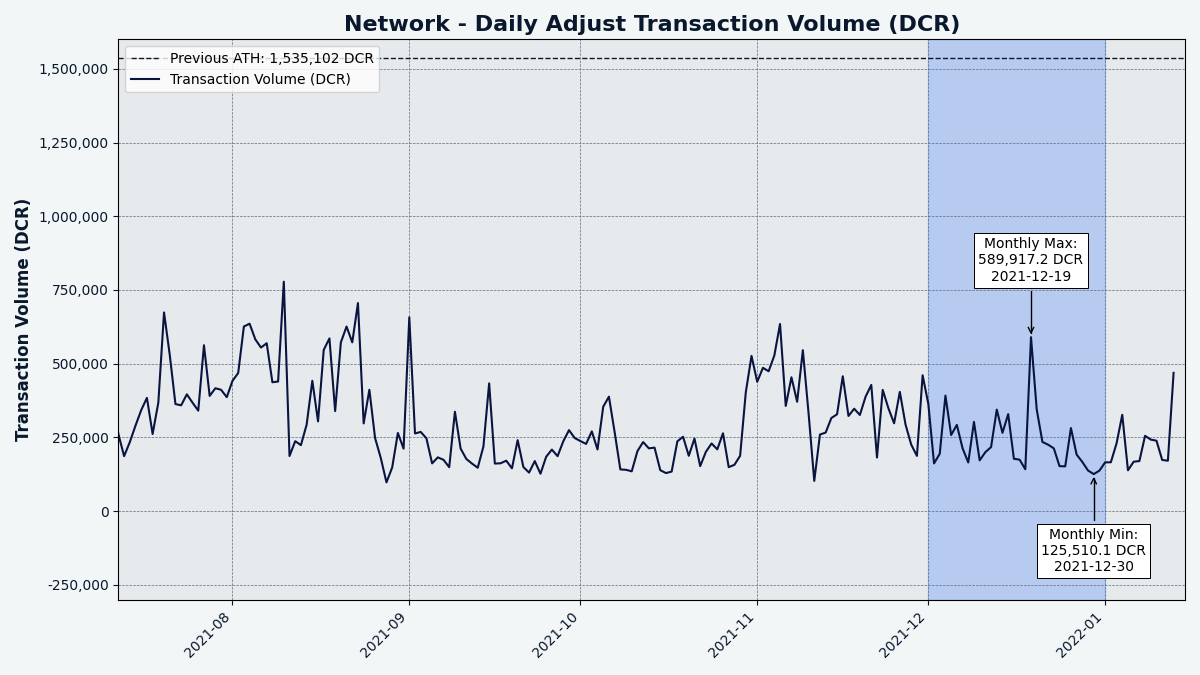 Network - Daily Adjust Transaction Volume (DCR)
Previous ATH: 1,535,102 DCR
Transaction Volume (DCR)
Transaction Volume (DCR)
1,500,000
1,250,000
1,000,000
750,000
500,000
250,000
0
-250,000
Monthly Max:
589,917.2 DCR
2021-12-19
Monthly Min:
125,510.1 DCR
2021-12-30
2021-08
2021-09
2021-10
2021-11
2021-12
2022-01